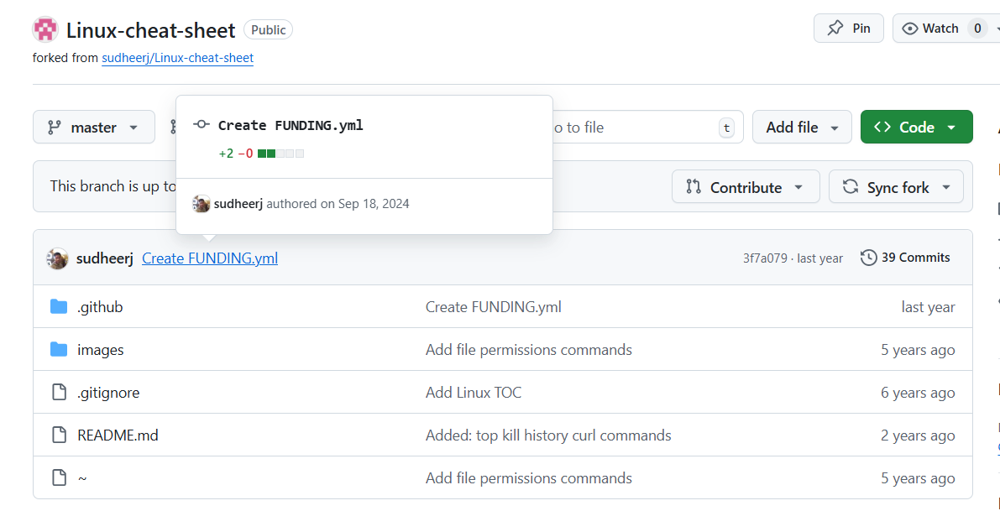 Linux-cheat-sheet Public
Pin
Watch 0
forked from sudheerj/Linux-cheat-sheet
master
o to file
t
Add file
Code
Create FUNDING.yml
+2 −0
sudheerj authored on Sep 18, 2024
This branch is up to
Contribute
Sync fork
sudheerj Create FUNDING.yml 3f7a079 · last year 39 Commits
.github Create FUNDING.yml last year
images Add file permissions commands 5 years ago
.gitignore Add Linux TOC 6 years ago
README.md Added: top kill history curl commands 2 years ago
~ Add file permissions commands 5 years ago